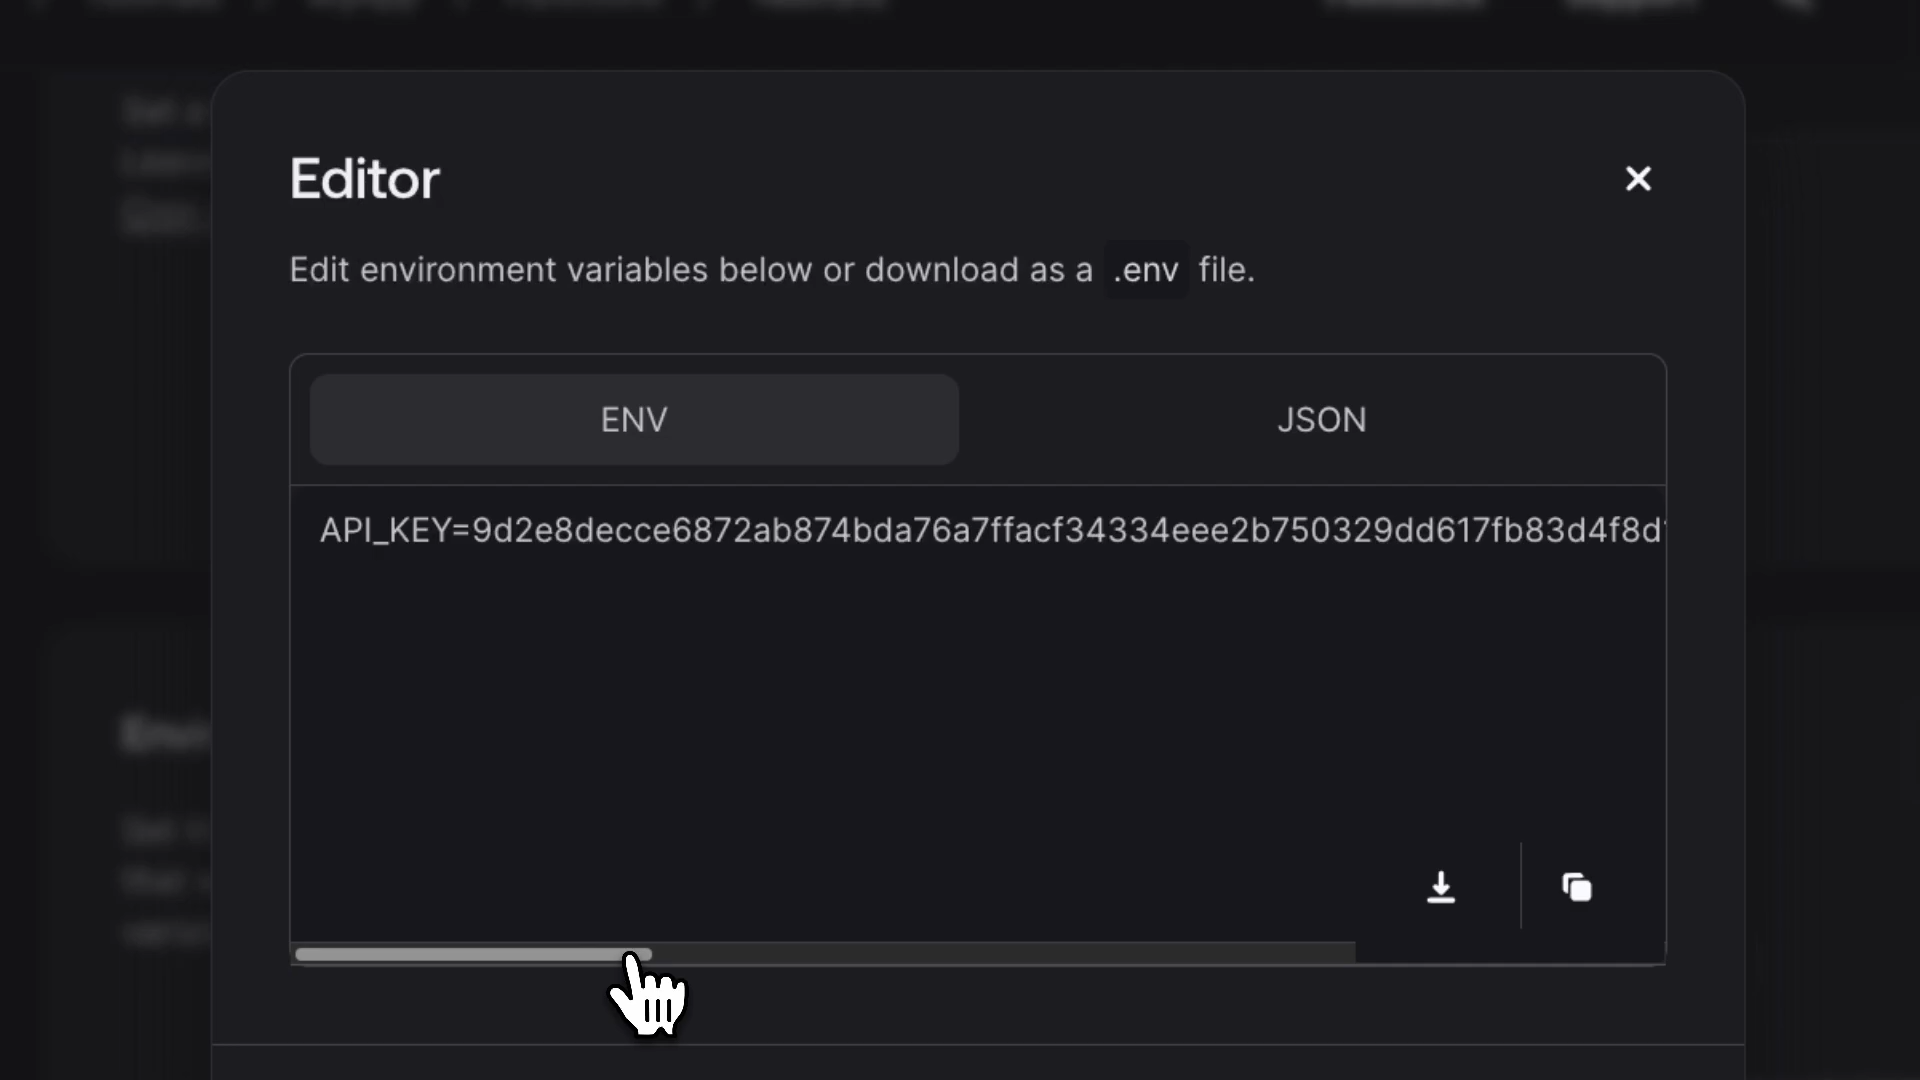 Editor
Edit environment variables below or download as a .env file.
ENV
JSON
API_KEY=9d2e8decce6872ab874bda76a7ffacf34334eee2b750329dd617fb83d4f8d